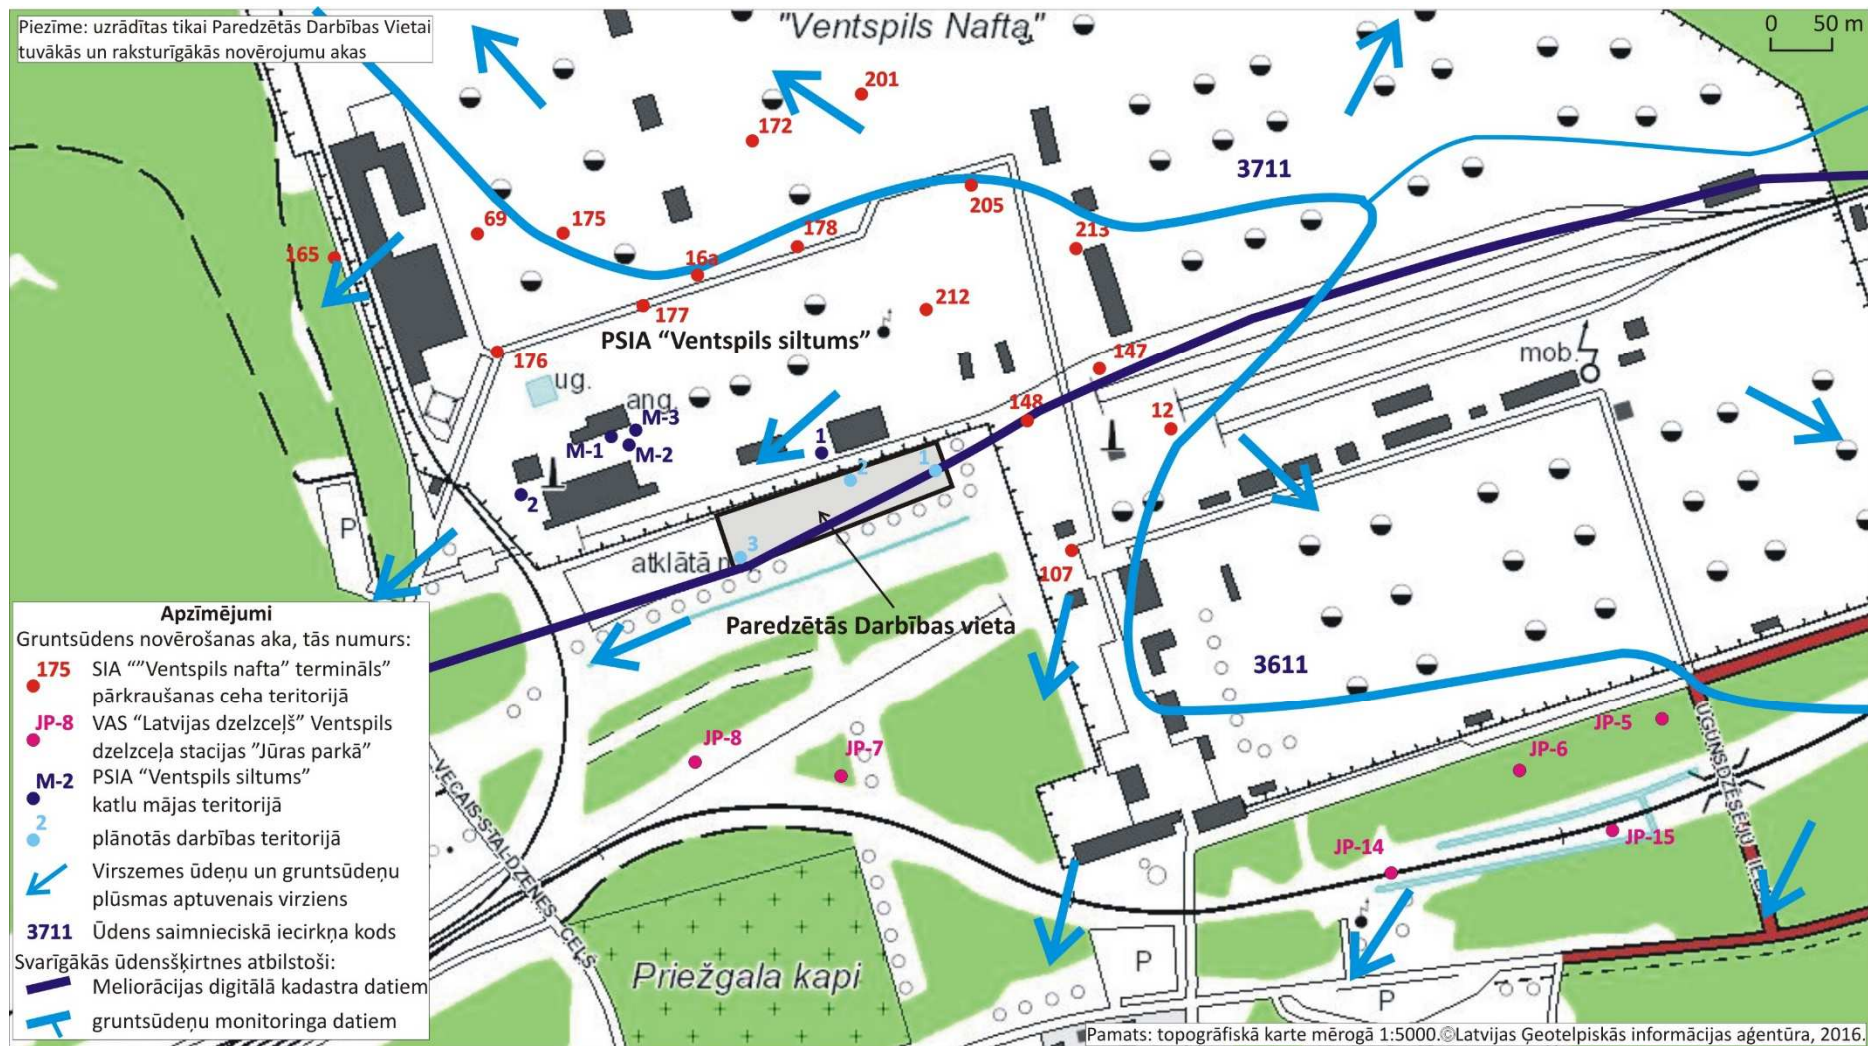 Piezīme: uzrādītas tikai Paredzētās Darbības Vietai
tuvākās un raksturīgākās novērojumu akas
"Ventspils Nafta"
0 50 m
201
172
3711
69
175
178
205
213
165
16a
177
212
PSIA “Ventspils siltums”
176
ug.
ang.
mob.
147
148
12
M-3
M-1
M-2
1
2
1
2
3
P
atklātā
107
Paredzētās Darbības vieta
3611
JP-8
JP-7
JP-5
JP-6
JP-14
JP-15
VECAIS STALDZENES CEĻŠ
UGUNSDZĒSĒJU IELA
Priežgala kapi
P
P
Apzīmējumi
Gruntsūdens novērošanas aka, tās numurs:
175 SIA “”Ventspils nafta” termināls”
pārkraušanas ceha teritorijā
JP-8 VAS “Latvijas dzelzceļš” Ventspils
dzelzceļa stacijas ”Jūras parkā”
M-2 PSIA “Ventspils siltums”
katlu mājas teritorijā
2 plānotās darbības teritorijā
Virszemes ūdeņu un gruntsūdeņu
plūsmas aptuvenais virziens
3711 Ūdens saimnieciskā iecirkņa kods
Svarīgākās ūdensšķirtnes atbilstoši:
Meliorācijas digitālā kadastra datiem
gruntsūdeņu monitoringa datiem
Pamats: topogrāfiskā karte mērogā 1:5000.©Latvijas Ģeotelpiskās informācijas aģentūra, 2016